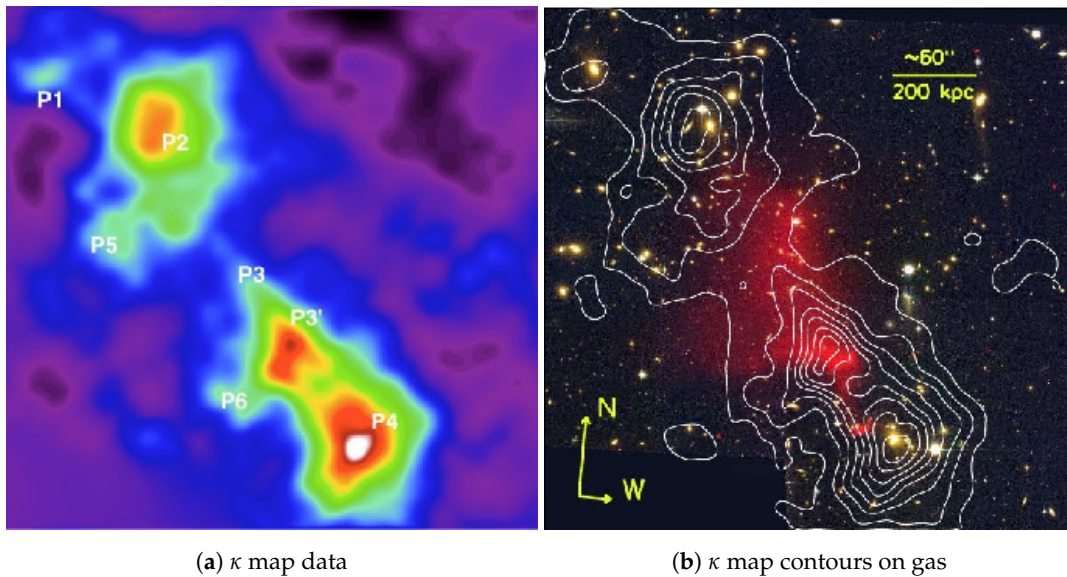 P1
P2
P5
P3
P3'
P6
P4
~60"
200 kpc
N
W
(a) κ map data
(b) κ map contours on gas